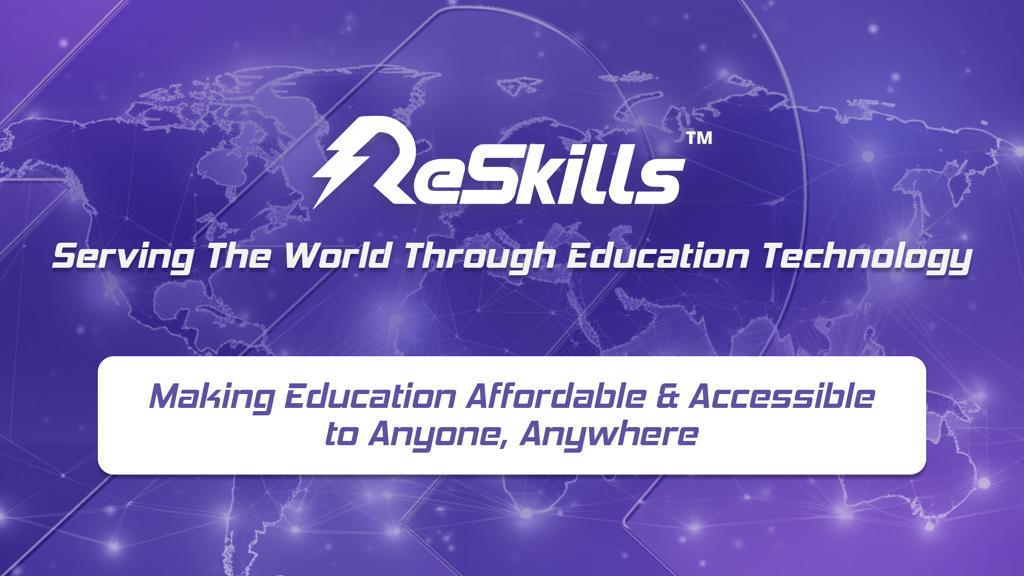 ReSkills™
Serving The World Through Education Technology
Making Education Affordable & Accessible
to Anyone, Anywhere